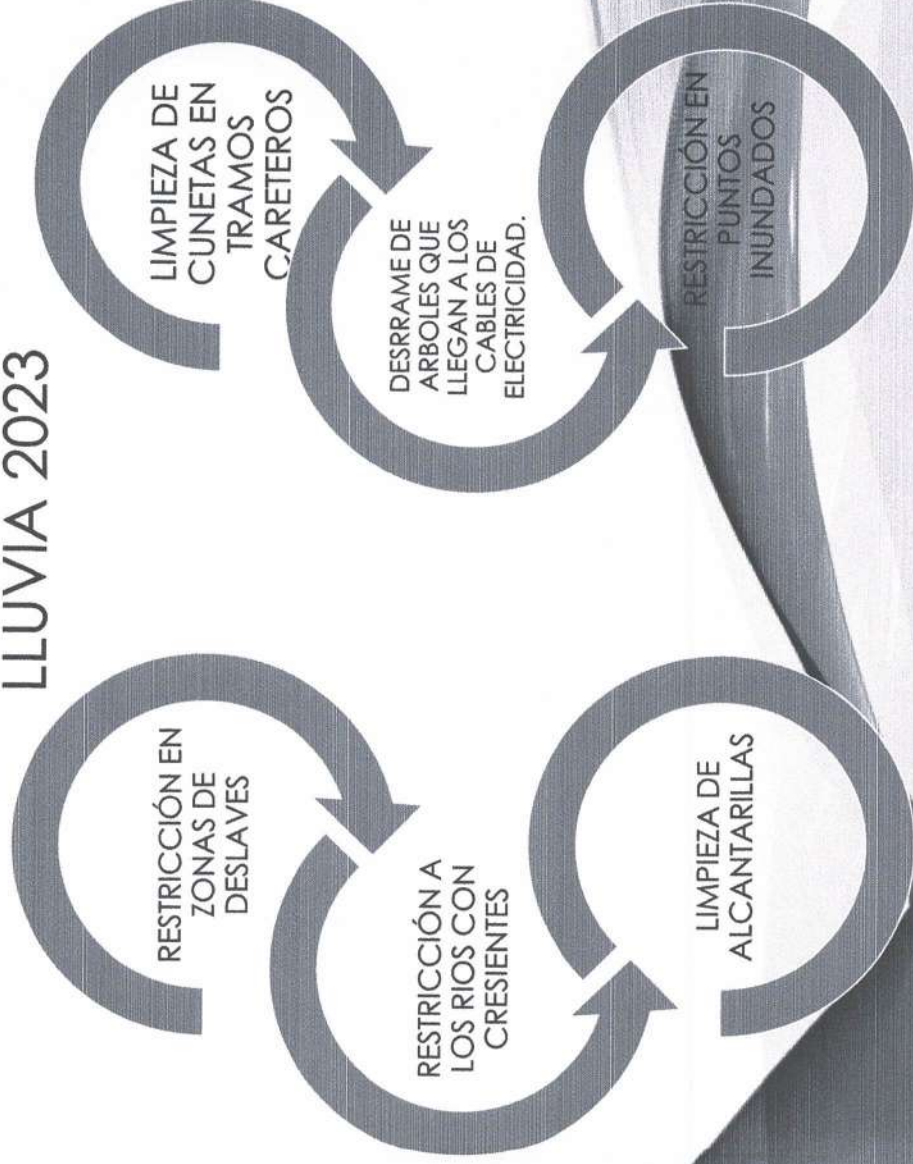 LLUVIA 2023
RESTRICCIÓN EN
ZONAS DE
DESLAVES
RESTRICCIÓN A
LOS RIOS CON
CRESIENTES
LIMPIEZA DE
ALCANTARILLAS
LIMPIEZA DE
CUNETAS EN
TRAMOS
CARETEROS
DESRRAME DE
ARBOLES QUE
LLEGAN A LOS
CABLES DE
ELECTRICIDAD.
RESTRICCIÓN EN
PUNTOS
INUNDADOS